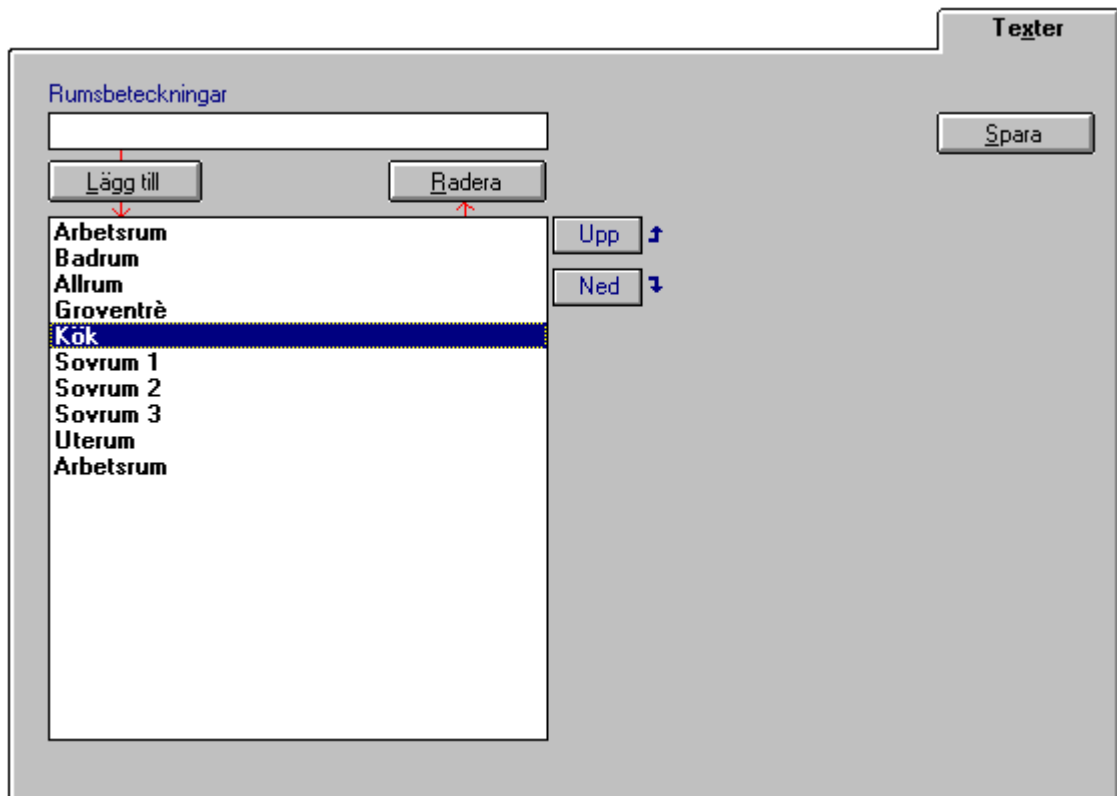 Texter
Rumsbeteckningar
Spara
Lägg till
Radera
Arbetsrum
Badrum
Allrum
Groventrè
Kök
Sovrum 1
Sovrum 2
Sovrum 3
Uterum
Arbetsrum
Upp
Ned